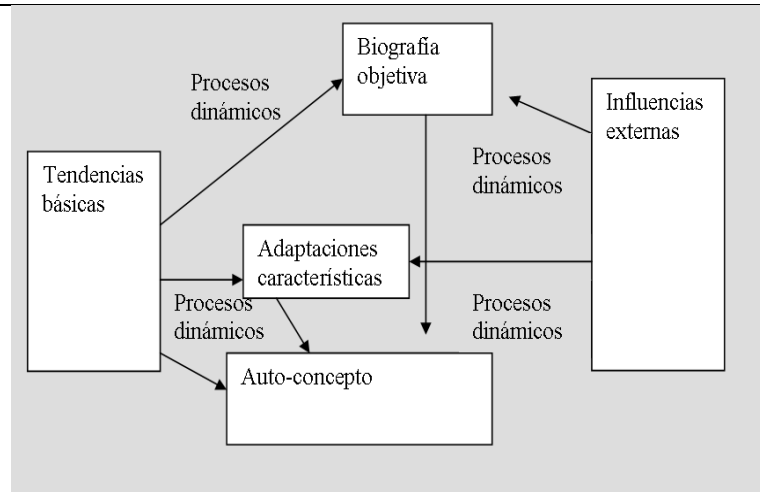 Biografía
objetiva
Procesos
dinámicos
Influencias
externas
Procesos
dinámicos
Tendencias
básicas
Adaptaciones
características
Procesos
dinámicos
Procesos
dinámicos
Auto-concepto